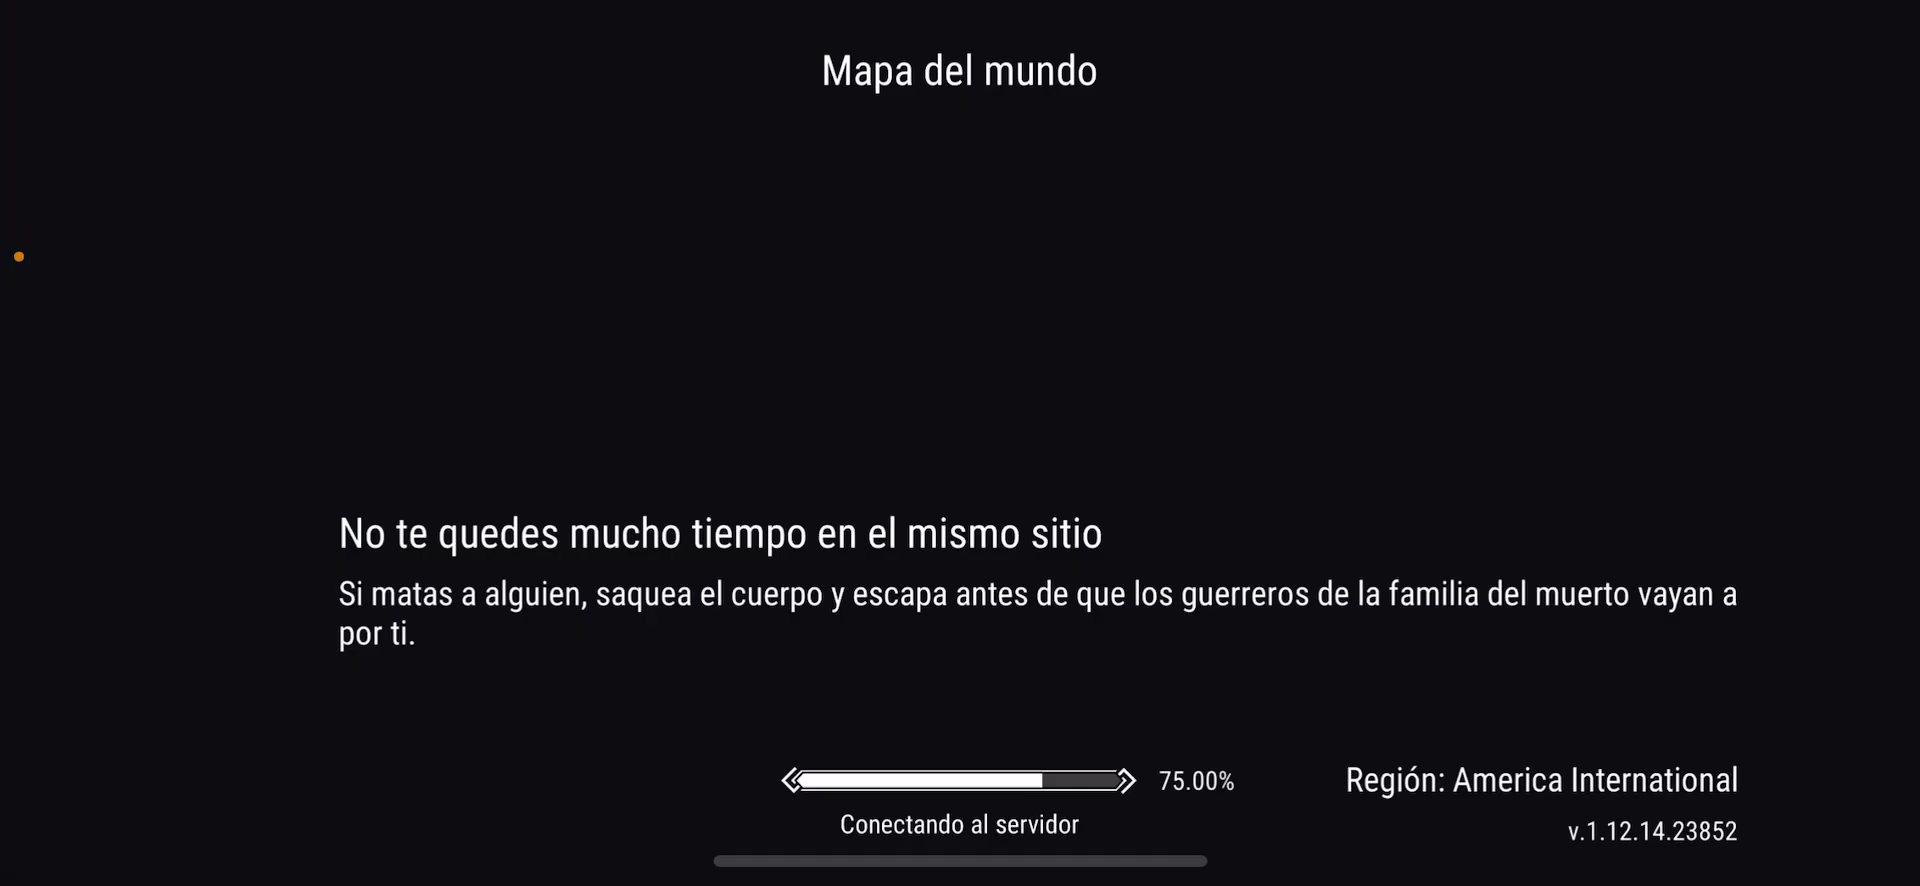 Mapa del mundo
No te quedes mucho tiempo en el mismo sitio
Si matas a alguien, saquea el cuerpo y escapa antes de que los guerreros de la familia del muerto vayan a
por ti.
75.00%
Región: America International
Conectando al servidor
v.1.12.14.23852